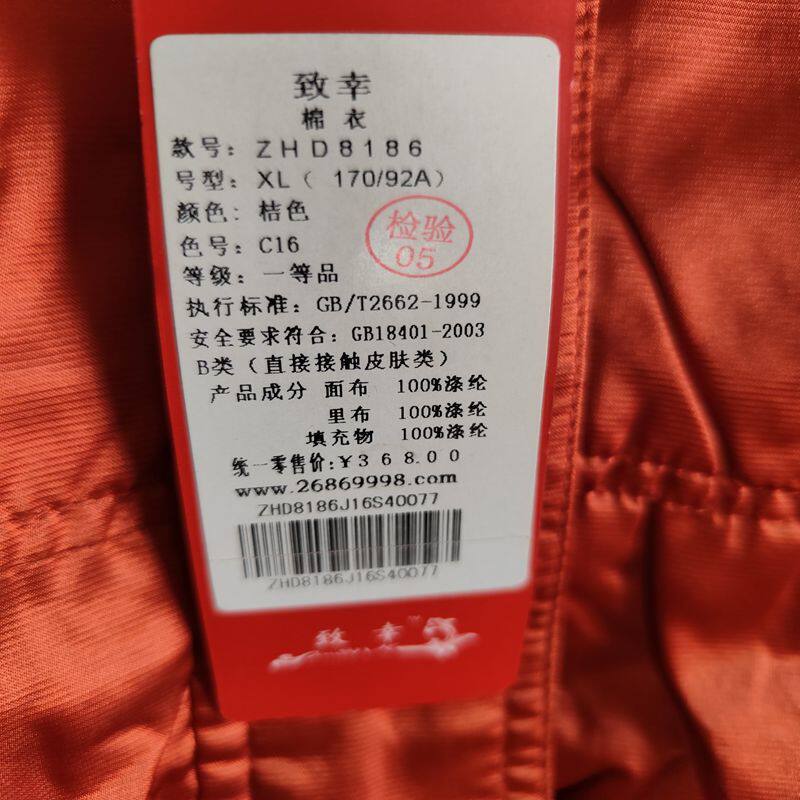 致幸
棉衣
款号：ZHD8186
号型：XL（ 170/92A）
颜色：桔色
色号：C16
检验
05
等级：一等品
执行标准：GB/T2662-1999
安全要求符合：GB18401-2003
B类（直接接触皮肤类）
产品成分 面布 100%涤纶
里布 100%涤纶
填充物 100%涤纶
统一零售价：¥368.00
www.26869998.com
ZHD8186J16S40077
ZHD8186J16S40077
致幸